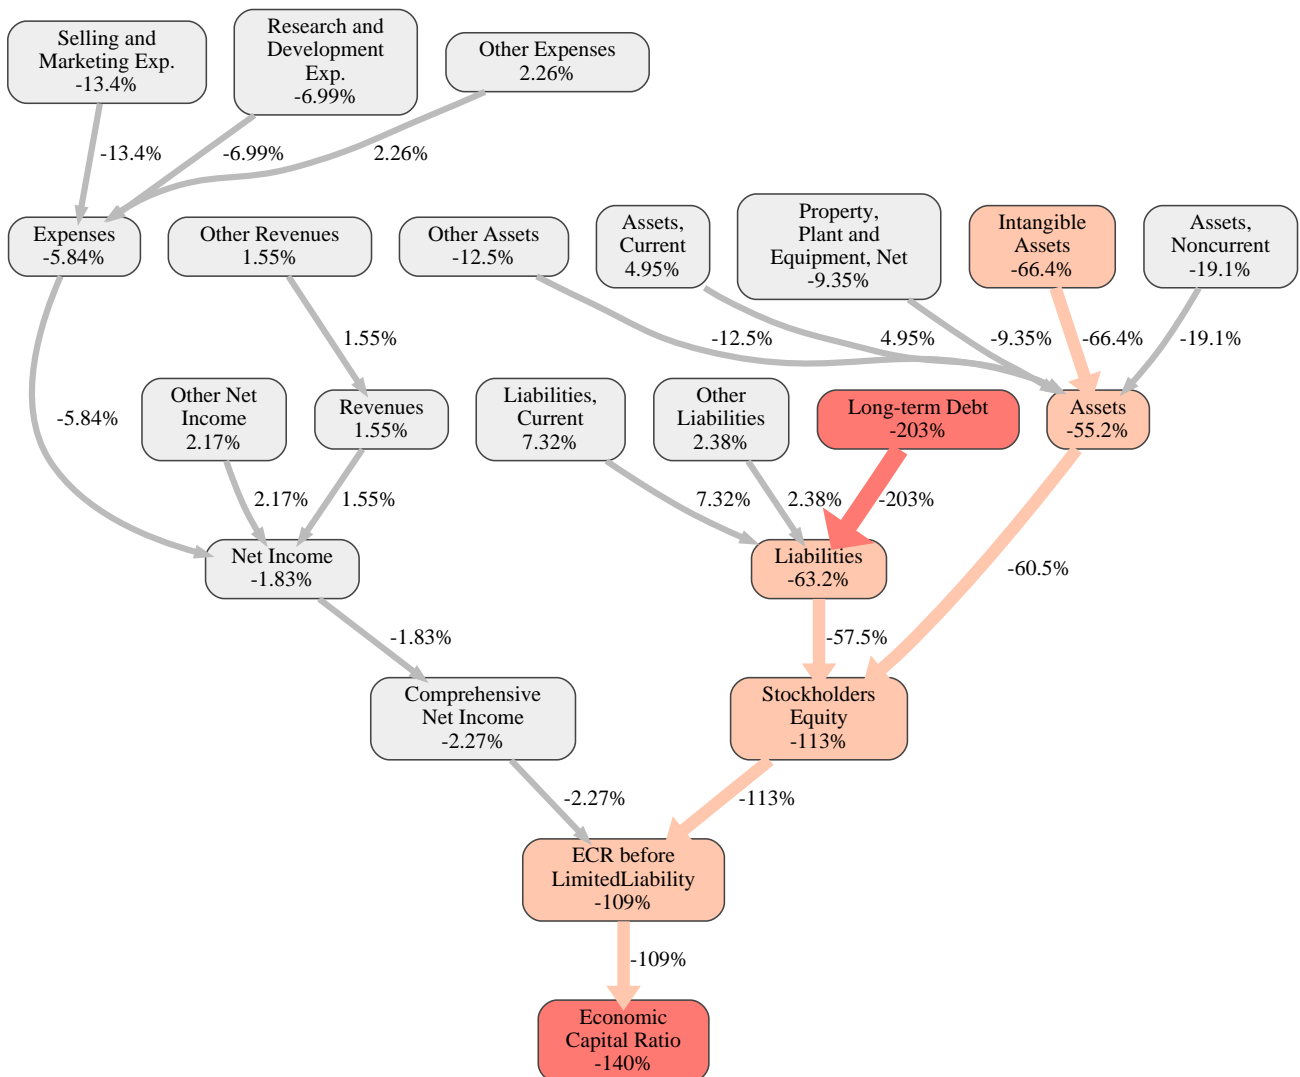 Selling and
Marketing Exp.
-13.4%
Research and
Development
Exp.
-6.99%
Other Expenses
2.26%
-13.4%
-6.99%
2.26%
Expenses
-5.84%
Other Revenues
1.55%
Other Assets
-12.5%
Assets,
Current
4.95%
Property,
Plant and
Equipment, Net
-9.35%
Intangible
Assets
-66.4%
Assets,
Noncurrent
-19.1%
1.55%
-12.5%
4.95%
-9.35%
-66.4%
-19.1%
-5.84%
Other Net
Income
2.17%
Revenues
1.55%
Liabilities,
Current
7.32%
Other
Liabilities
2.38%
Long-term Debt
-203%
Assets
-55.2%
2.17%
1.55%
7.32%
2.38%
-203%
-60.5%
Net Income
-1.83%
Liabilities
-63.2%
-1.83%
-57.5%
Comprehensive
Net Income
-2.27%
Stockholders
Equity
-113%
-2.27%
-113%
ECR before
LimitedLiability
-109%
-109%
Economic
Capital Ratio
-140%